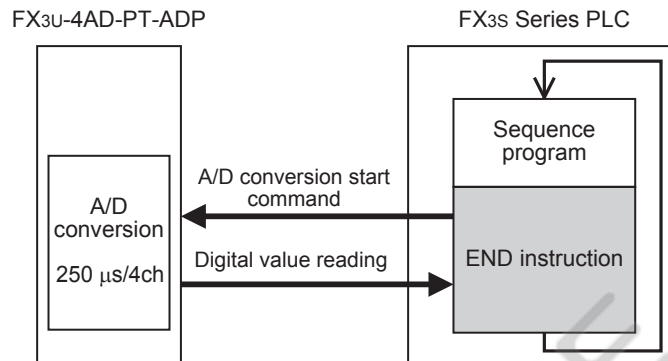 FX3U-4AD-PT-ADP
FX3S Series PLC
Sequence
program
A/D conversion start
command
A/D
conversion
250 μs/4ch
Digital value reading
END instruction